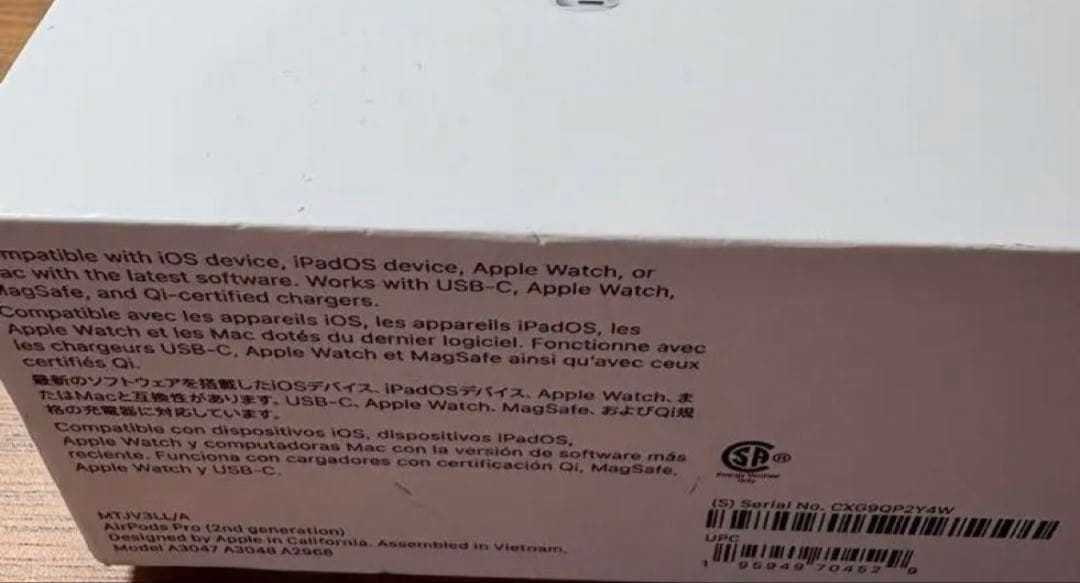 mpatible with iOS device, iPadOS device, Apple Watch, or
ac with the latest software. Works with USB-C, Apple Watch,
MagSafe, and Qi-certified chargers.
Compatible avec les appareils iOS, les appareils iPadOS, les
Apple Watch et les Mac dotés du dernier logiciel. Fonctionne avec
les chargeurs USB-C, Apple Watch et MagSafe ainsi qu'avec ceux
certifiés Qi.
最新のソフトウェアを搭載したiOSデバイス、iPadOSデバイス、Apple Watch、ま
たはMacと互換性があります。USB-C、Apple Watch、MagSafe、およびQi規
格の充電器に対応しています。
Compatible con dispositivos iOS, dispositivos iPadOS,
Apple Watch y computadoras Mac con la versión de software más
reciente. Funciona con cargadores con certificación Qi, MagSafe,
Apple Watch y USB-C.
SA ®
Energy Verified
only
MTJV3LL/A
AirPods Pro (2nd generation)
Designed by Apple in California. Assembled in Vietnam.
Model A3047 A3048 A2968
(S) Serial No. CXG9QP2Y4W
UPC
1 95949 70452 9